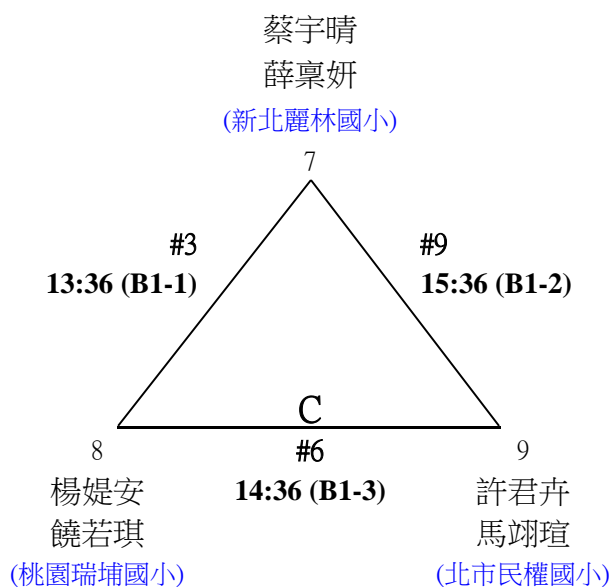 蔡宇晴
薛稟妍
(新北麗林國小)
7
#3
13:36 (B1-1)
#9
15:36 (B1-2)
C
8
#6
9
楊媞安
14:36 (B1-3)
許君卉
饒若琪
馬翊瑄
(桃園瑞埔國小)
(北市民權國小)